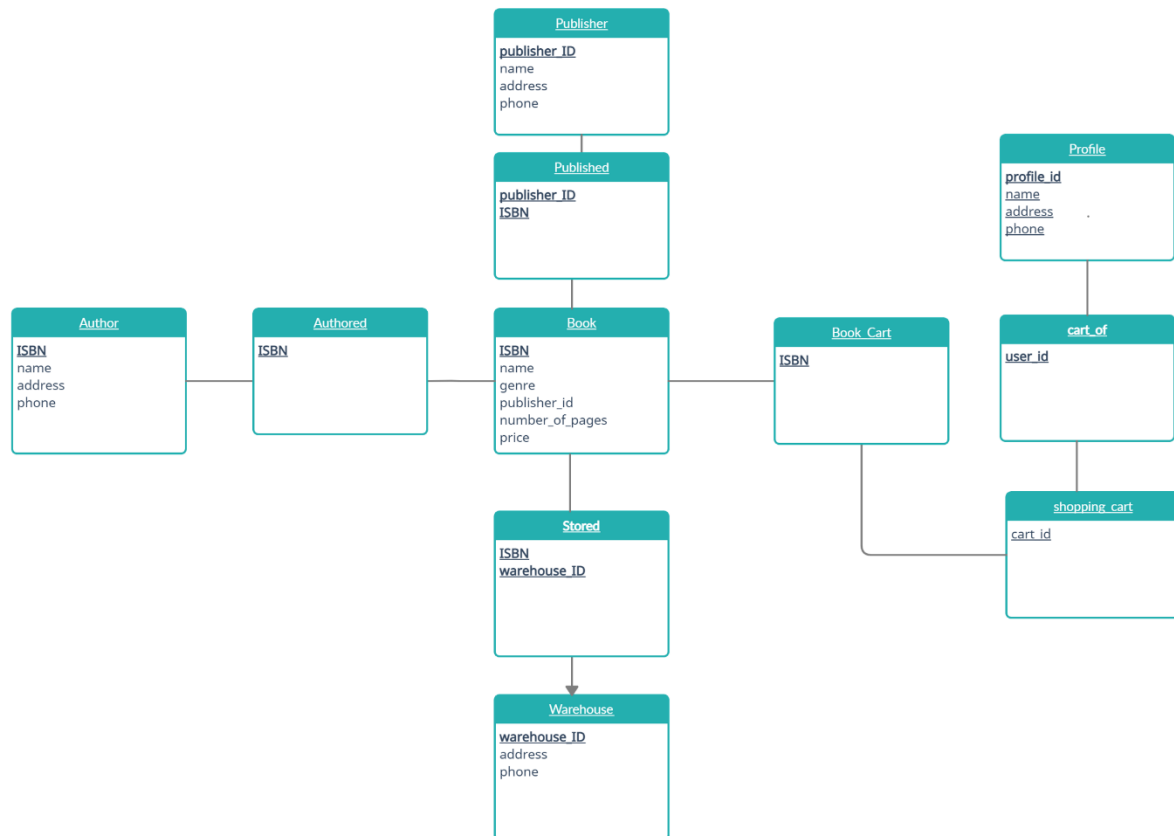 Publisher
publisher_ID
name
address
phone
Published
publisher_ID
ISBN
Profile
profile_id
name
address
phone
Author
ISBN
name
address
phone
Authored
ISBN
Book
ISBN
name
genre
publisher_id
number_of_pages
price
Book_Cart
ISBN
cart_of
user_id
shopping_cart
cart_id
Stored
ISBN
warehouse_ID
Warehouse
warehouse_ID
address
phone